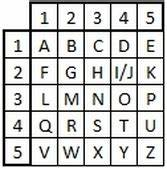 1 2 3 4 5
1 A B C D E
2 F G H I/J K
3 L M N O P
4 Q R S T U
5 V W X Y Z